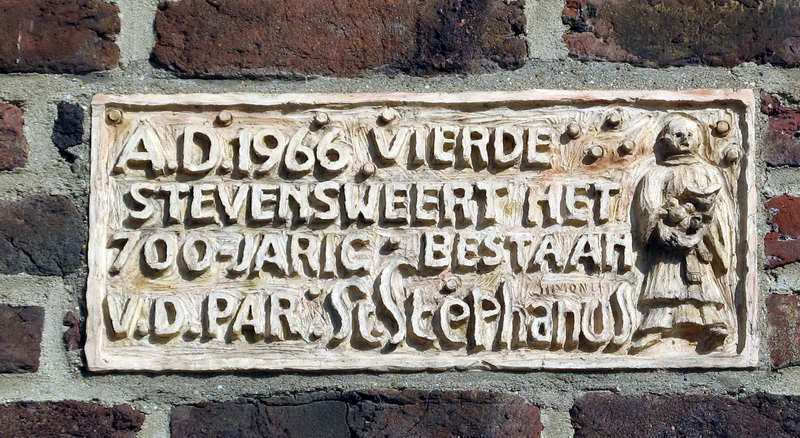 A.D. 1966 VIERDE
STEVENSWEERT HET
700-JARIG BESTAAN
V.D. PAR: St. Stephanus